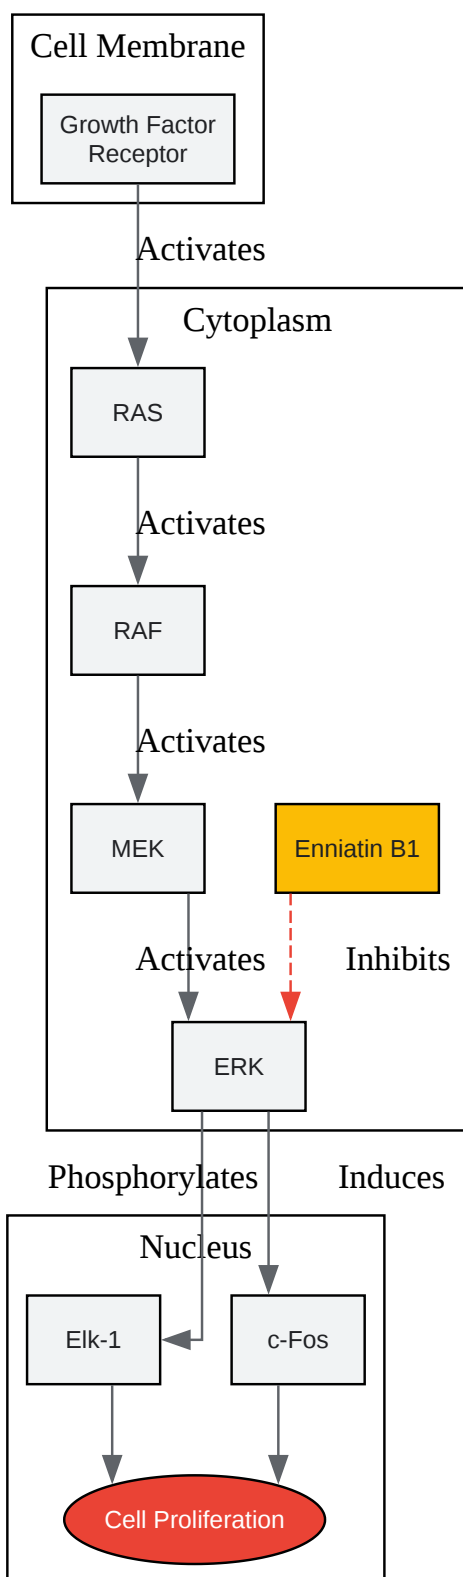 Cell Membrane
Growth Factor
Receptor
Activates
Cytoplasm
RAS
Activates
RAF
Activates
MEK
Enniatin B1
Activates
Inhibits
ERK
Phosphorylates
Induces
Nucleus
Elk-1
c-Fos
Cell Proliferation